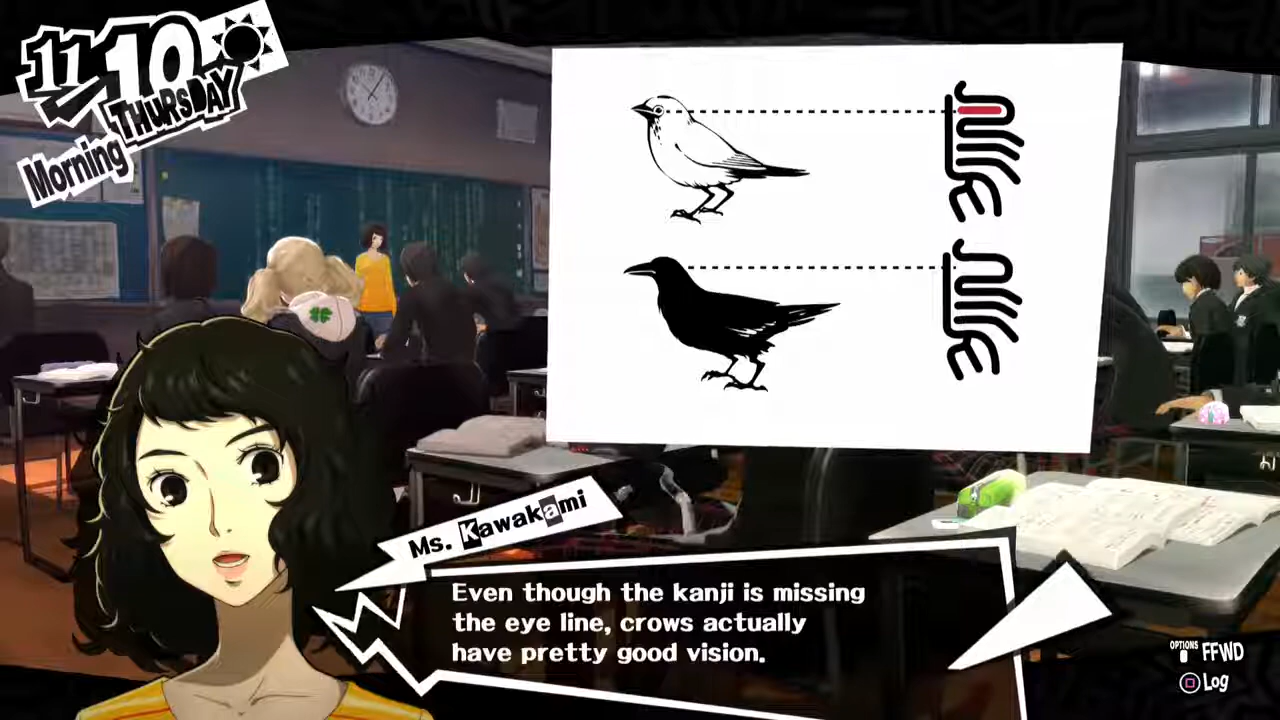 11/10
THURSDAY
Morning
Ms. Kawakami
Even though the kanji is missing
the eye line, crows actually
have pretty good vision.
OPTIONS FFWD
Log